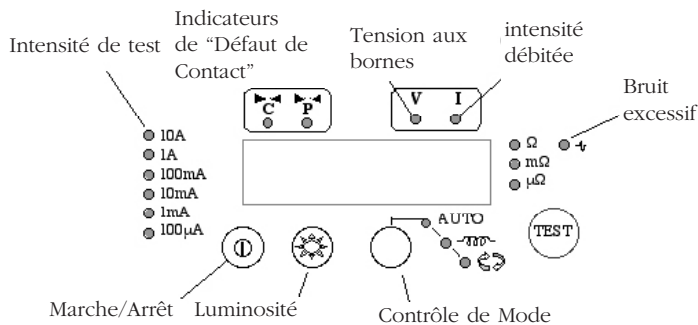 Intensité de test
Indicateurs
de “Défaut de
Contact”
Tension aux
bornes
intensité
débitée
Bruit
excessif
C P
V I
10A
1A
100mA
10mA
1mA
100µA
Ω
mΩ
µΩ
AUTO
TEST
Marche/Arrêt
Luminosité
Contrôle de Mode